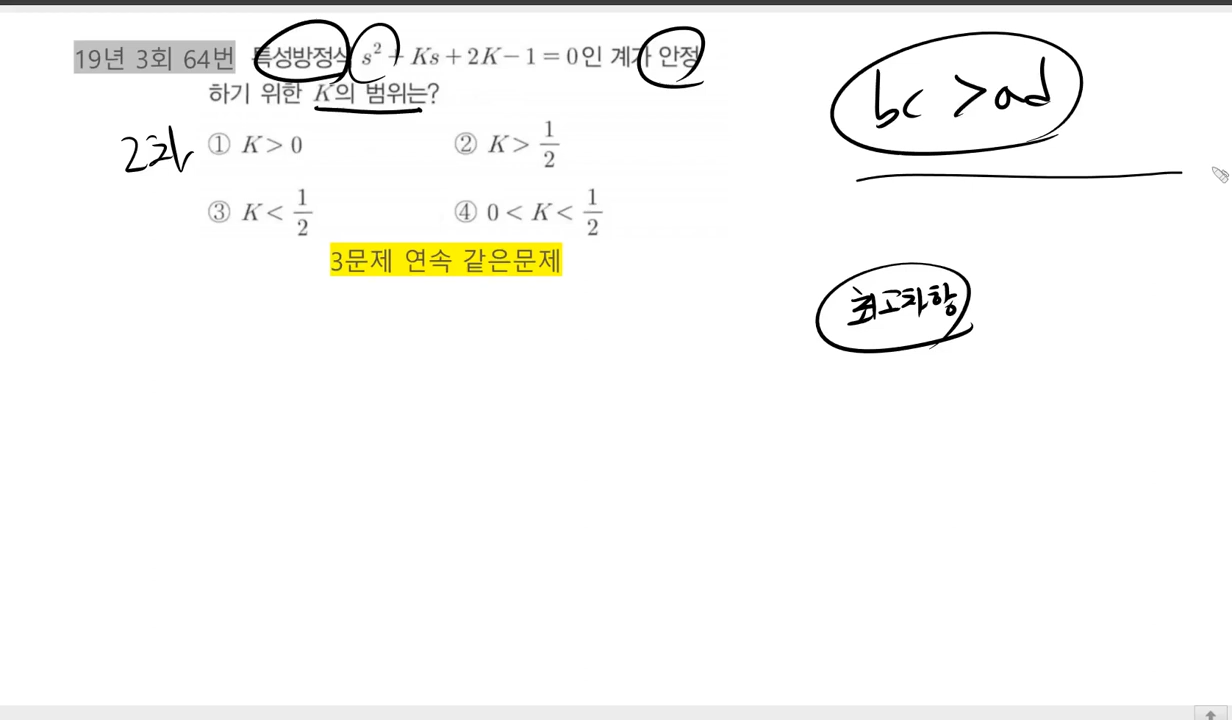 19년 3회 64번 특성방정식 s² + Ks + 2K − 1 = 0인 계가 안정
하기 위한 K의 범위는?
2차
① K > 0 ② K > 1/2
③ K < 1/2 ④ 0 < K < 1/2
3문제 연속 같은문제
bc > ad
최고차항